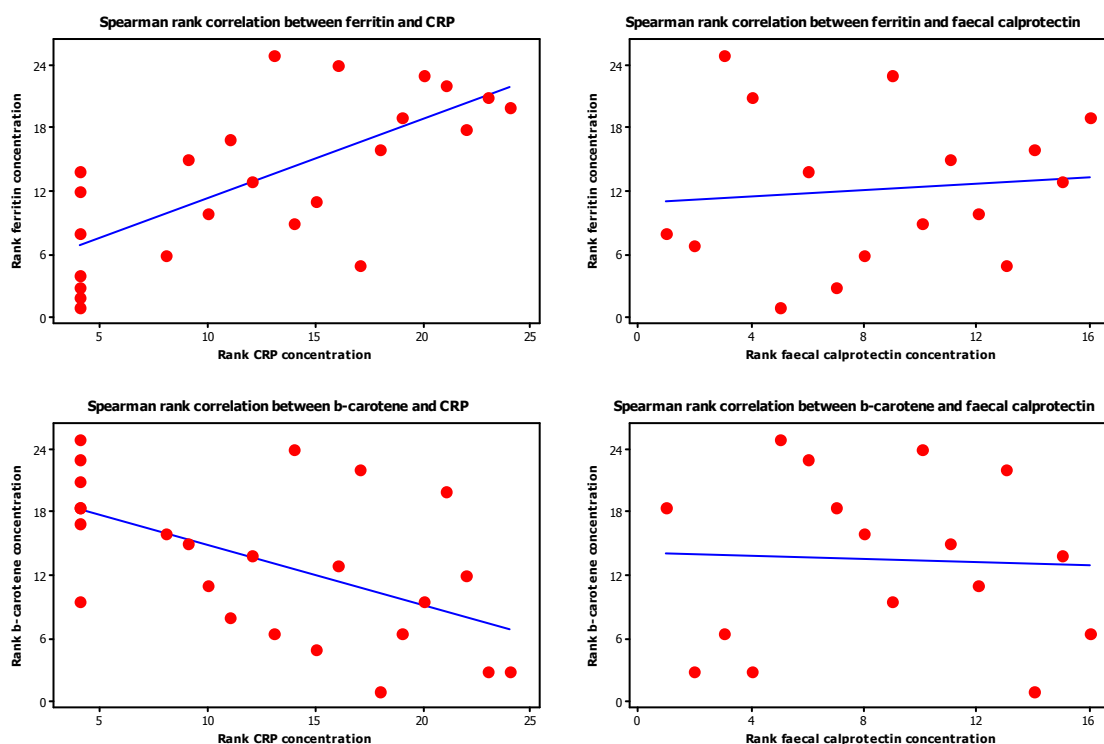 Spearman rank correlation between ferritin and CRP
24
18
12
6
0
Rank ferritin concentration
5 10 15 20 25
Rank CRP concentration
Spearman rank correlation between ferritin and faecal calprotectin
24
18
12
6
0
Rank ferritin concentration
0 4 8 12 16
Rank faecal calprotectin concentration
Spearman rank correlation between b-carotene and CRP
24
18
12
6
0
Rank b-carotene concentration
5 10 15 20 25
Rank CRP concentration
Spearman rank correlation between b-carotene and faecal calprotectin
24
18
12
6
0
Rank b-carotene concentration
0 4 8 12 16
Rank faecal calprotectin concentration